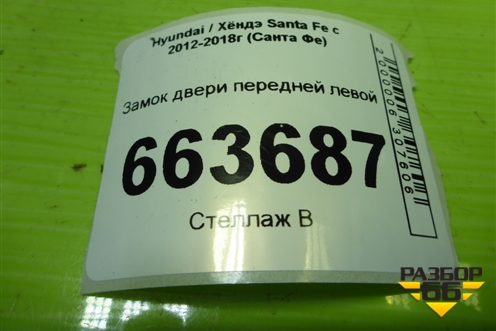 Hyundai / Хёндэ Santa Fe с
2012-2018г (Санта Фе)
Замок двери передней левой
663687
Стеллаж В
2000006307606
РАЗБОР
66